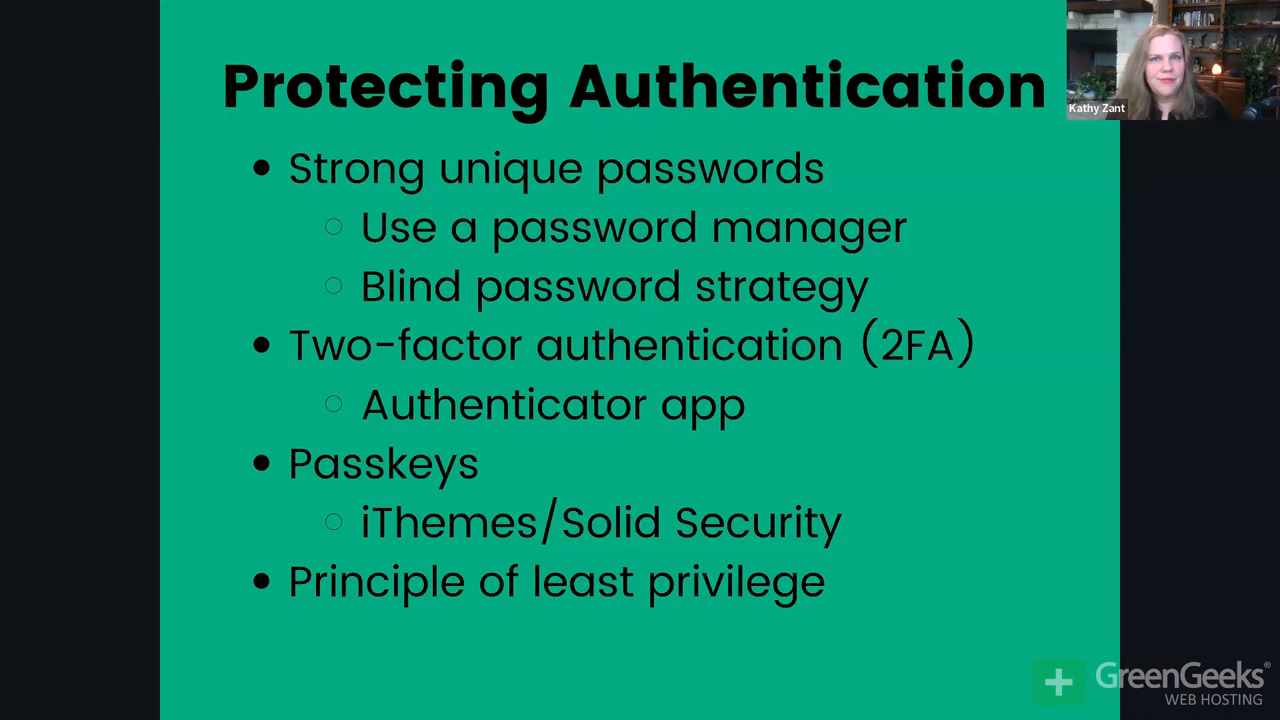 Protecting Authentication
Kathy Zant
• Strong unique passwords
○ Use a password manager
○ Blind password strategy
• Two-factor authentication (2FA)
○ Authenticator app
• Passkeys
○ iThemes/Solid Security
• Principle of least privilege
GreenGeeks®
WEB HOSTING